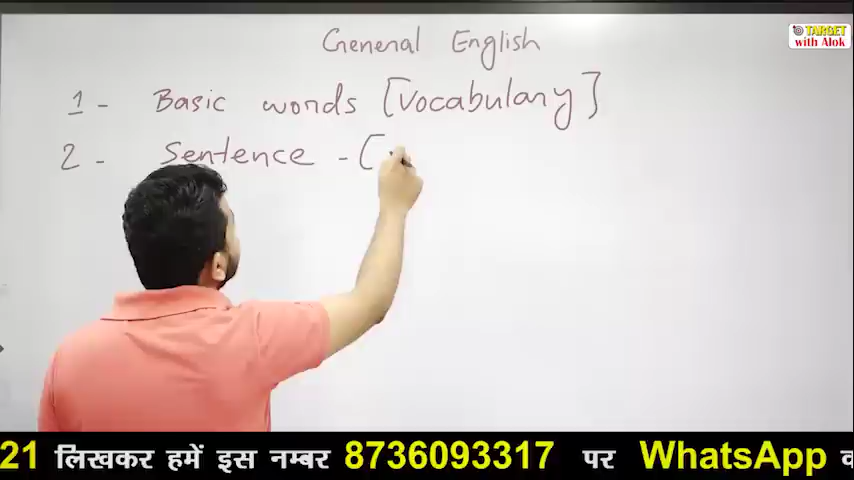 General English
TARGET
with Alok
1 - Basic words [Vocabulary]
2 - Sentence - [
21 लिखकर हमें इस नम्बर 8736093317 पर WhatsApp